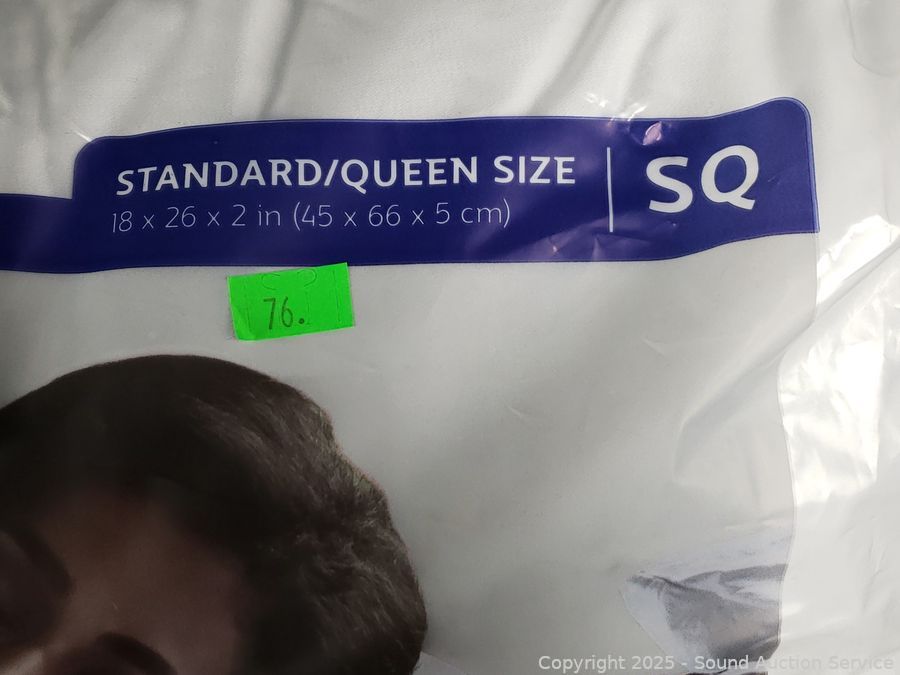 STANDARD/QUEEN SIZE
18 x 26 x 2 in (45 x 66 x 5 cm)
SQ
76.
Copyright 2025 - Sound Auction Service